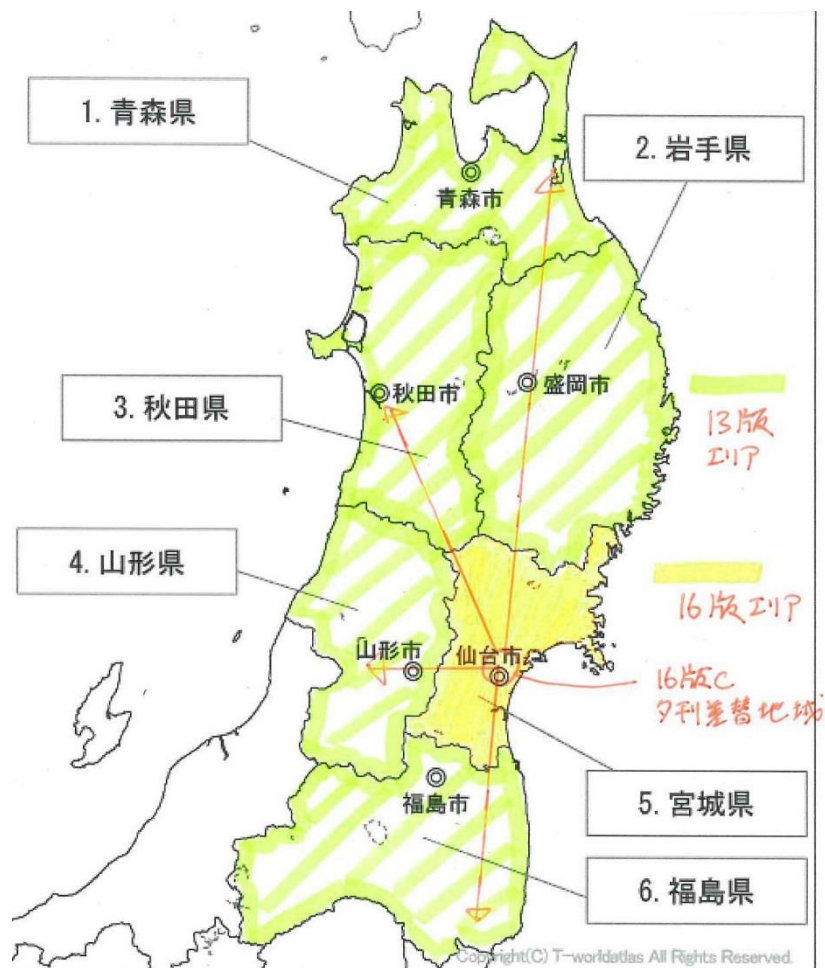 1. 青森県
2. 岩手県
青森市
3. 秋田県
秋田市
盛岡市
13版
エリア
4. 山形県
16版エリア
山形市
仙台市
16版C
夕刊差替地域
福島市
5. 宮城県
6. 福島県
Copyright(C) T-worldatlas All Rights Reserved.